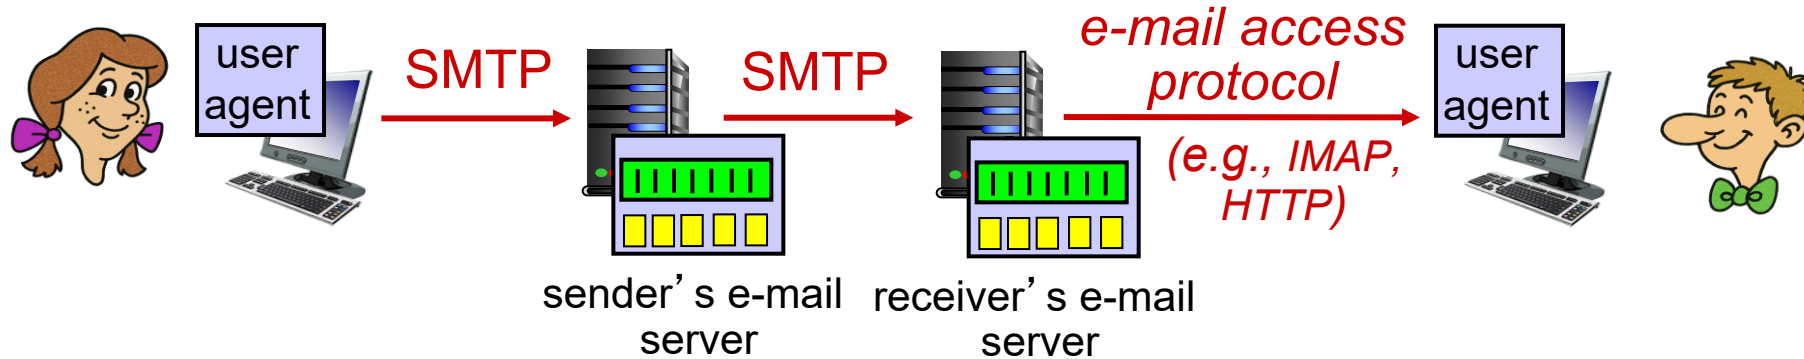 user
agent
SMTP
SMTP
e-mail access
protocol
(e.g., IMAP,
HTTP)
user
agent
sender’s e-mail
server
receiver’s e-mail
server